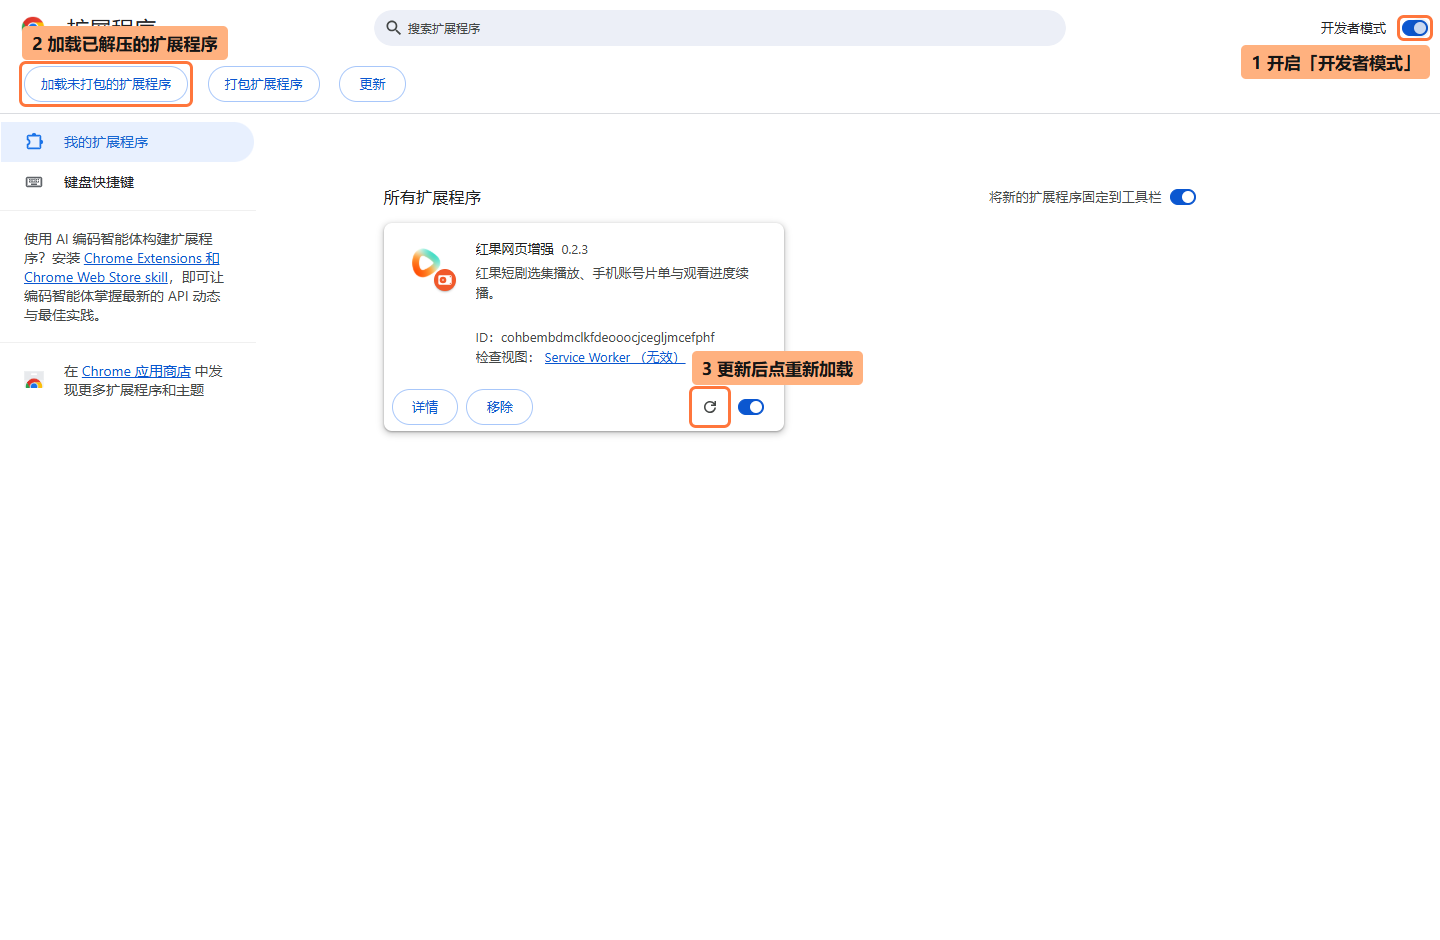 扩展程序
搜索扩展程序
开发者模式
2 加载已解压的扩展程序
1 开启「开发者模式」
加载未打包的扩展程序
打包扩展程序
更新
我的扩展程序
键盘快捷键
使用 AI 编码智能体构建扩展程
序？安装 Chrome Extensions 和
Chrome Web Store skill，即可让
编码智能体掌握最新的 API 动态
与最佳实践。
在 Chrome 应用商店 中发
现更多扩展程序和主题
所有扩展程序
将新的扩展程序固定到工具栏
红果网页增强 0.2.3
红果短剧选集播放、手机账号片单与观看进度续
播。
ID：cohbembdmclkfdeooocjcegljmcefphf
检查视图： Service Worker （无效）
3 更新后点重新加载
详情
移除